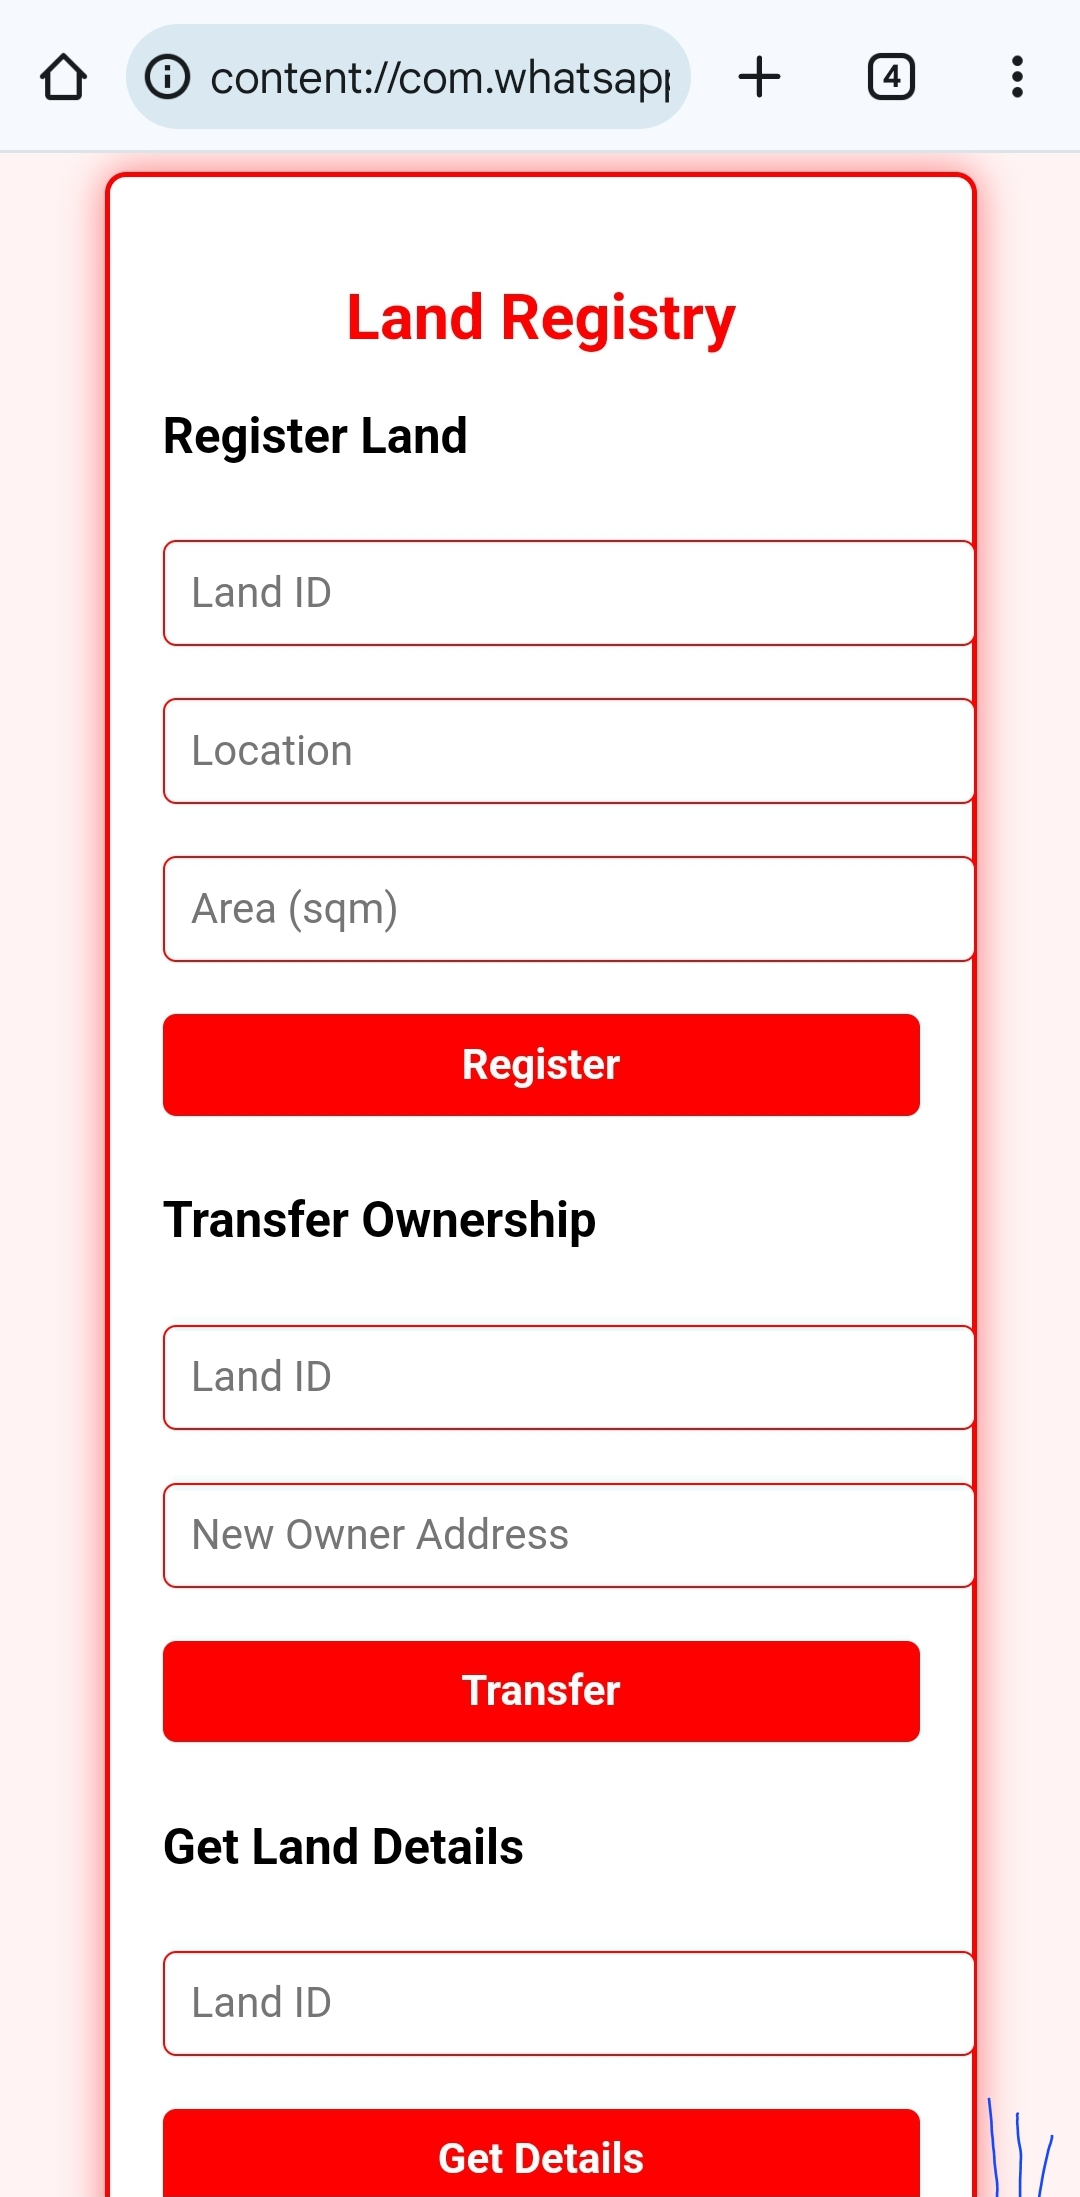 content://com.whatsap
4
Land Registry
Register Land
Land ID
Location
Area (sqm)
Register
Transfer Ownership
Land ID
New Owner Address
Transfer
Get Land Details
Land ID
Get Details